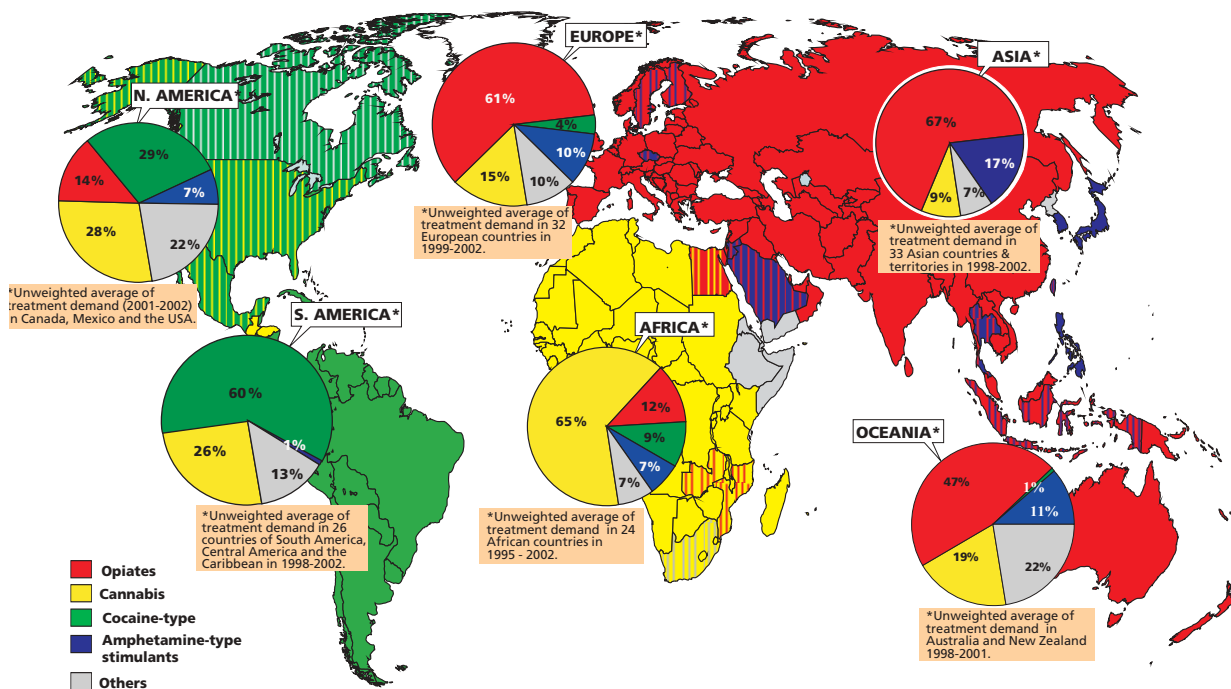 EUROPE*
61%
4%
10%
10%
15%
*Unweighted average of
treatment demand in 32
European countries in
1999-2002.
ASIA*
67%
17%
7%
9%
*Unweighted average of
treatment demand in
33 Asian countries &
territories in 1998-2002.
N. AMERICA*
29%
14%
7%
28%
22%
*Unweighted average of
treatment demand (2001-2002)
in Canada, Mexico and the USA.
S. AMERICA*
60%
1%
26%
13%
*Unweighted average of
treatment demand in 26
countries of South America,
Central America and the
Caribbean in 1998-2002.
AFRICA*
65%
12%
9%
7%
7%
*Unweighted average of
treatment demand in 24
African countries in
1995 - 2002.
OCEANIA*
47%
1%
11%
19%
22%
*Unweighted average of
treatment demand in
Australia and New Zealand
1998-2001.
Opiates
Cannabis
Cocaine-type
Amphetamine-type
stimulants
Others